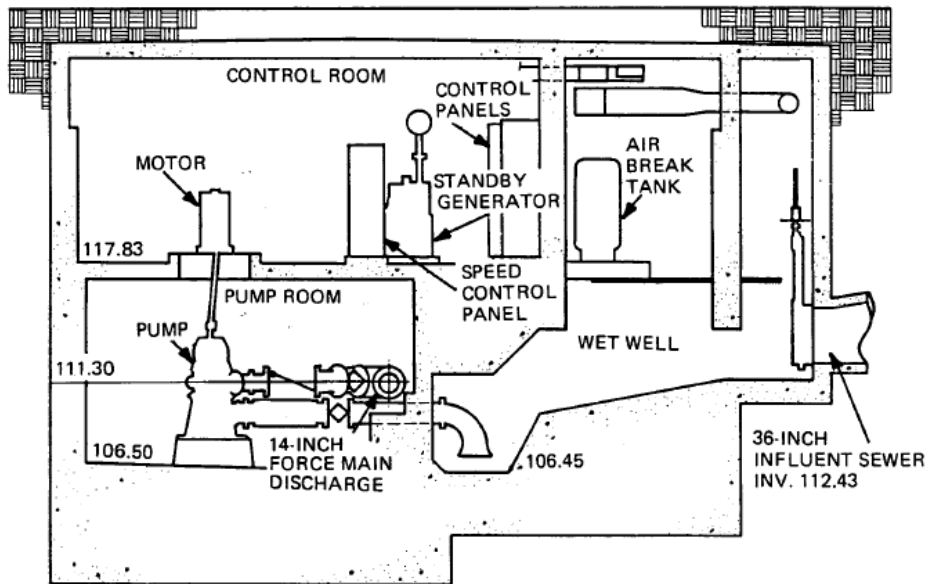 CONTROL ROOM
CONTROL
PANELS
MOTOR
STANDBY
GENERATOR
AIR
BREAK
TANK
117.83
PUMP ROOM
SPEED
CONTROL
PANEL
PUMP
WET WELL
111.30
106.50
14-INCH
FORCE MAIN
DISCHARGE
106.45
36-INCH
INFLUENT SEWER
INV. 112.43